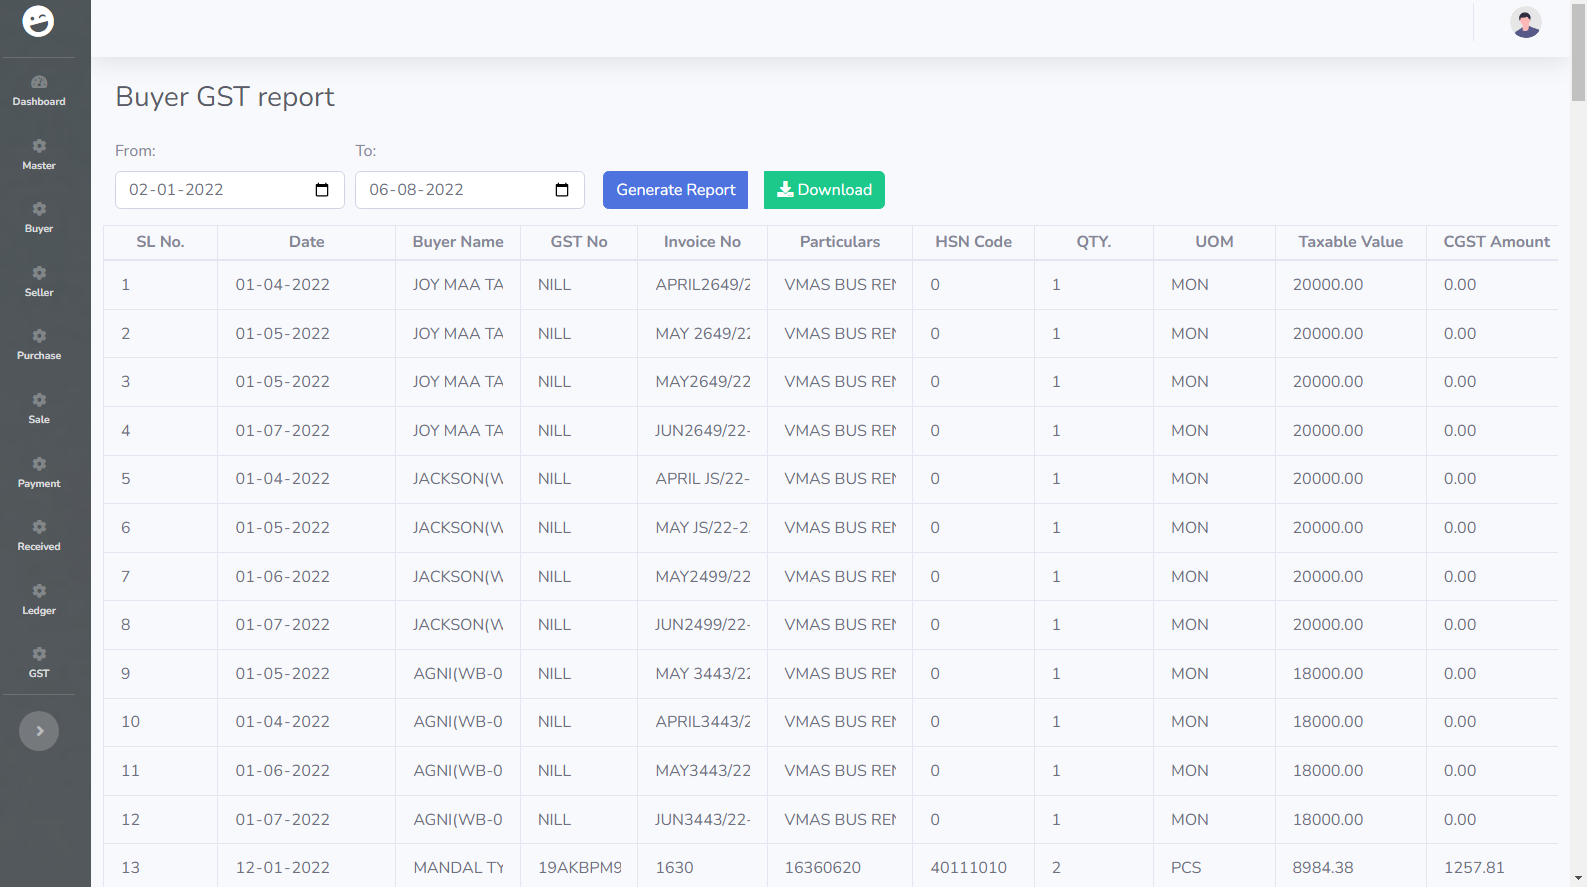 Dashboard
Master
Buyer
Seller
Purchase
Sale
Payment
Received
Ledger
GST
Buyer GST report
From: To:
02-01-2022 06-08-2022 Generate Report Download
SL No. Date Buyer Name GST No Invoice No Particulars HSN Code QTY. UOM Taxable Value CGST Amount
1 01-04-2022 JOY MAA TA NILL APRIL2649/2 VMAS BUS REN 0 1 MON 20000.00 0.00
2 01-05-2022 JOY MAA TA NILL MAY 2649/22 VMAS BUS REN 0 1 MON 20000.00 0.00
3 01-05-2022 JOY MAA TA NILL MAY2649/22 VMAS BUS REN 0 1 MON 20000.00 0.00
4 01-07-2022 JOY MAA TA NILL JUN2649/22- VMAS BUS REN 0 1 MON 20000.00 0.00
5 01-04-2022 JACKSON(W NILL APRIL JS/22- VMAS BUS REN 0 1 MON 20000.00 0.00
6 01-05-2022 JACKSON(W NILL MAY JS/22-2 VMAS BUS REN 0 1 MON 20000.00 0.00
7 01-06-2022 JACKSON(W NILL MAY2499/22 VMAS BUS REN 0 1 MON 20000.00 0.00
8 01-07-2022 JACKSON(W NILL JUN2499/22- VMAS BUS REN 0 1 MON 20000.00 0.00
9 01-05-2022 AGNI(WB-0 NILL MAY 3443/22 VMAS BUS REN 0 1 MON 18000.00 0.00
10 01-04-2022 AGNI(WB-0 NILL APRIL3443/2 VMAS BUS REN 0 1 MON 18000.00 0.00
11 01-06-2022 AGNI(WB-0 NILL MAY3443/22 VMAS BUS REN 0 1 MON 18000.00 0.00
12 01-07-2022 AGNI(WB-0 NILL JUN3443/22- VMAS BUS REN 0 1 MON 18000.00 0.00
13 12-01-2022 MANDAL TY 19AKBPM9 1630 16360620 40111010 2 PCS 8984.38 1257.81